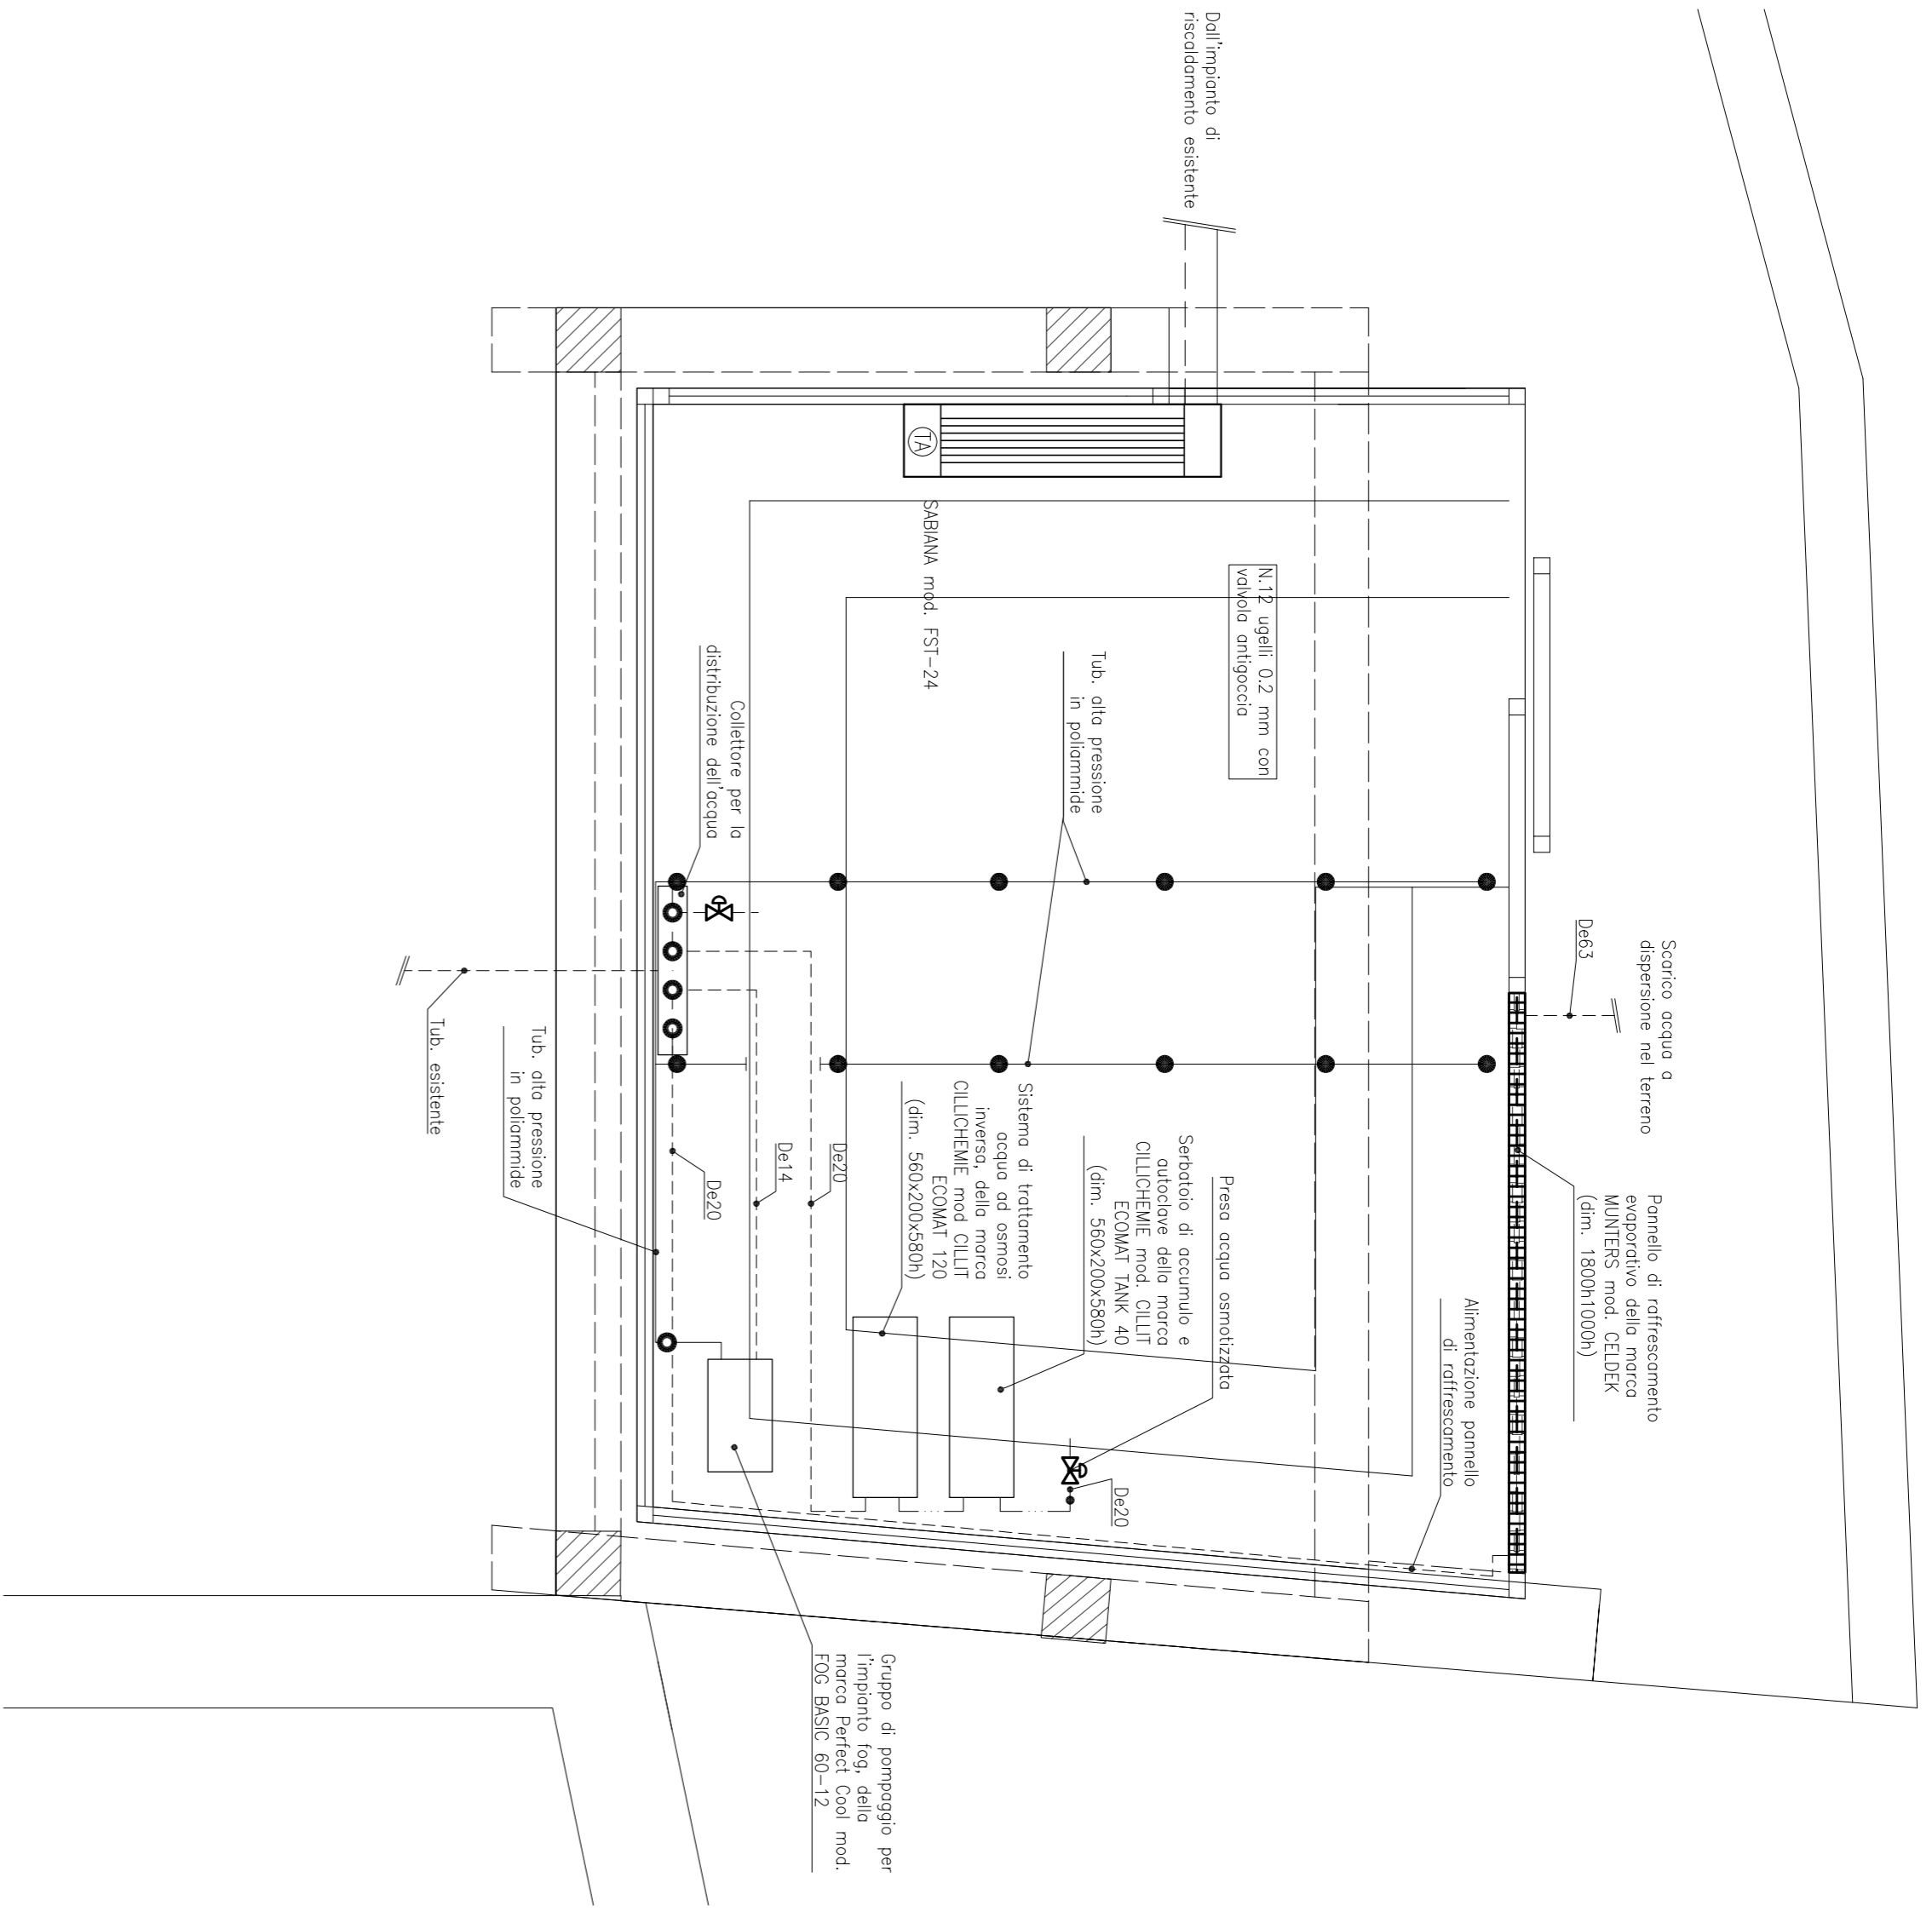 Dall'impianto di
riscaldamento esistente
Scarico acqua a
dispersione nel terreno
De63
Pannello di raffrescamento
evaporativo della marca
MUNTERS mod. CELDEK
(dim. 1800h1000h)
Alimentazione pannello
di raffrescamento
N.12 ugelli 0.2 mm con
valvola antigoccia
Tub. alta pressione
in poliammide
TA
SABIANA mod. FST-24
Collettore per la
distribuzione dell'acqua
Presa acqua osmotizzata
De20
Serbatoio di accumulo e
autoclave della marca
CILLICHEMIE mod. CILLIT
ECOMAT TANK 40
(dim. 560x200x580h)
Sistema di trattamento
acqua ad osmosi
inversa, della marca
CILLICHEMIE mod CILLIT
ECOMAT 120
(dim. 560x200x580h)
De20
De14
De20
Tub. alta pressione
in poliammide
Tub. esistente
Gruppo di pompaggio per
l'impianto fog, della
marca Perfect Cool mod.
FOG BASIC 60-12